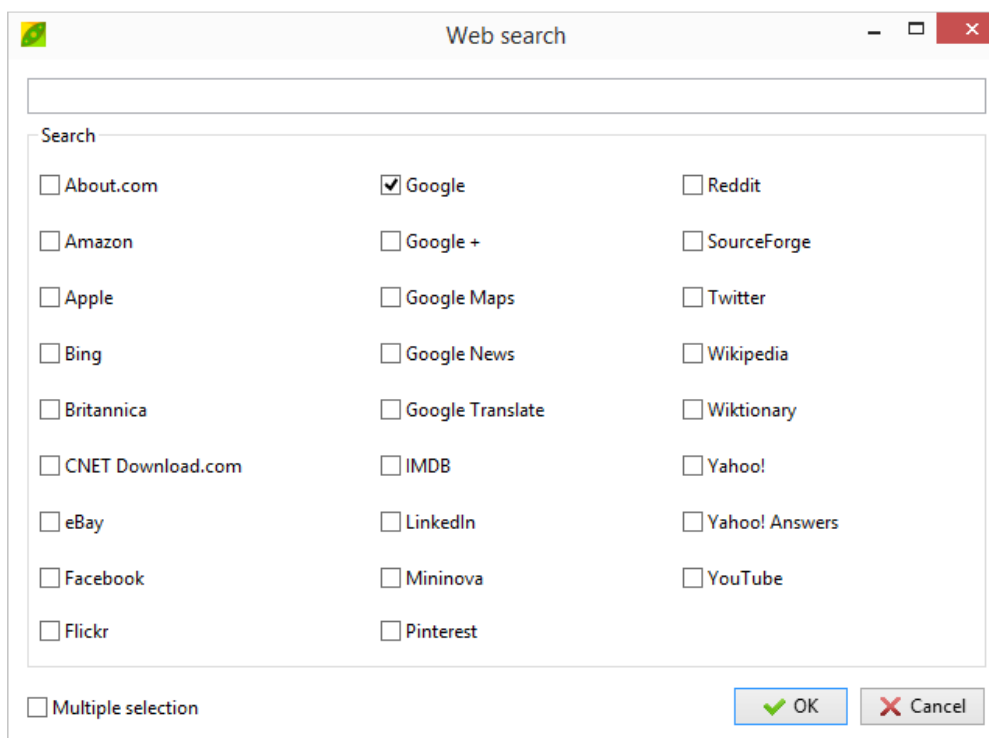 Web search
Search
About.com
Google
Reddit
Amazon
Google +
SourceForge
Apple
Google Maps
Twitter
Bing
Google News
Wikipedia
Britannica
Google Translate
Wiktionary
CNET Download.com
IMDB
Yahoo!
eBay
LinkedIn
Yahoo! Answers
Facebook
Mininova
YouTube
Flickr
Pinterest
Multiple selection
OK
Cancel